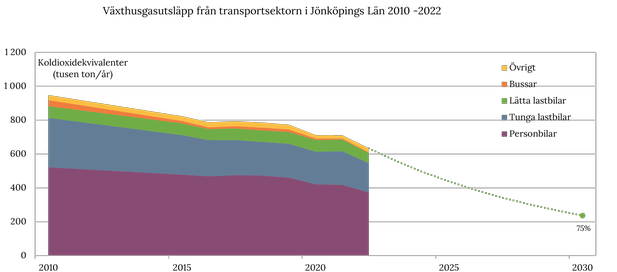 Växthusgasutsläpp från transportsektorn i Jönköpings Län 2010 -2022
1 200
1 000
800
600
400
200
0
Koldioxidekvivalenter
(tusen ton/år)
Övrigt
Bussar
Lätta lastbilar
Tunga lastbilar
Personbilar
75%
2010
2015
2020
2025
2030